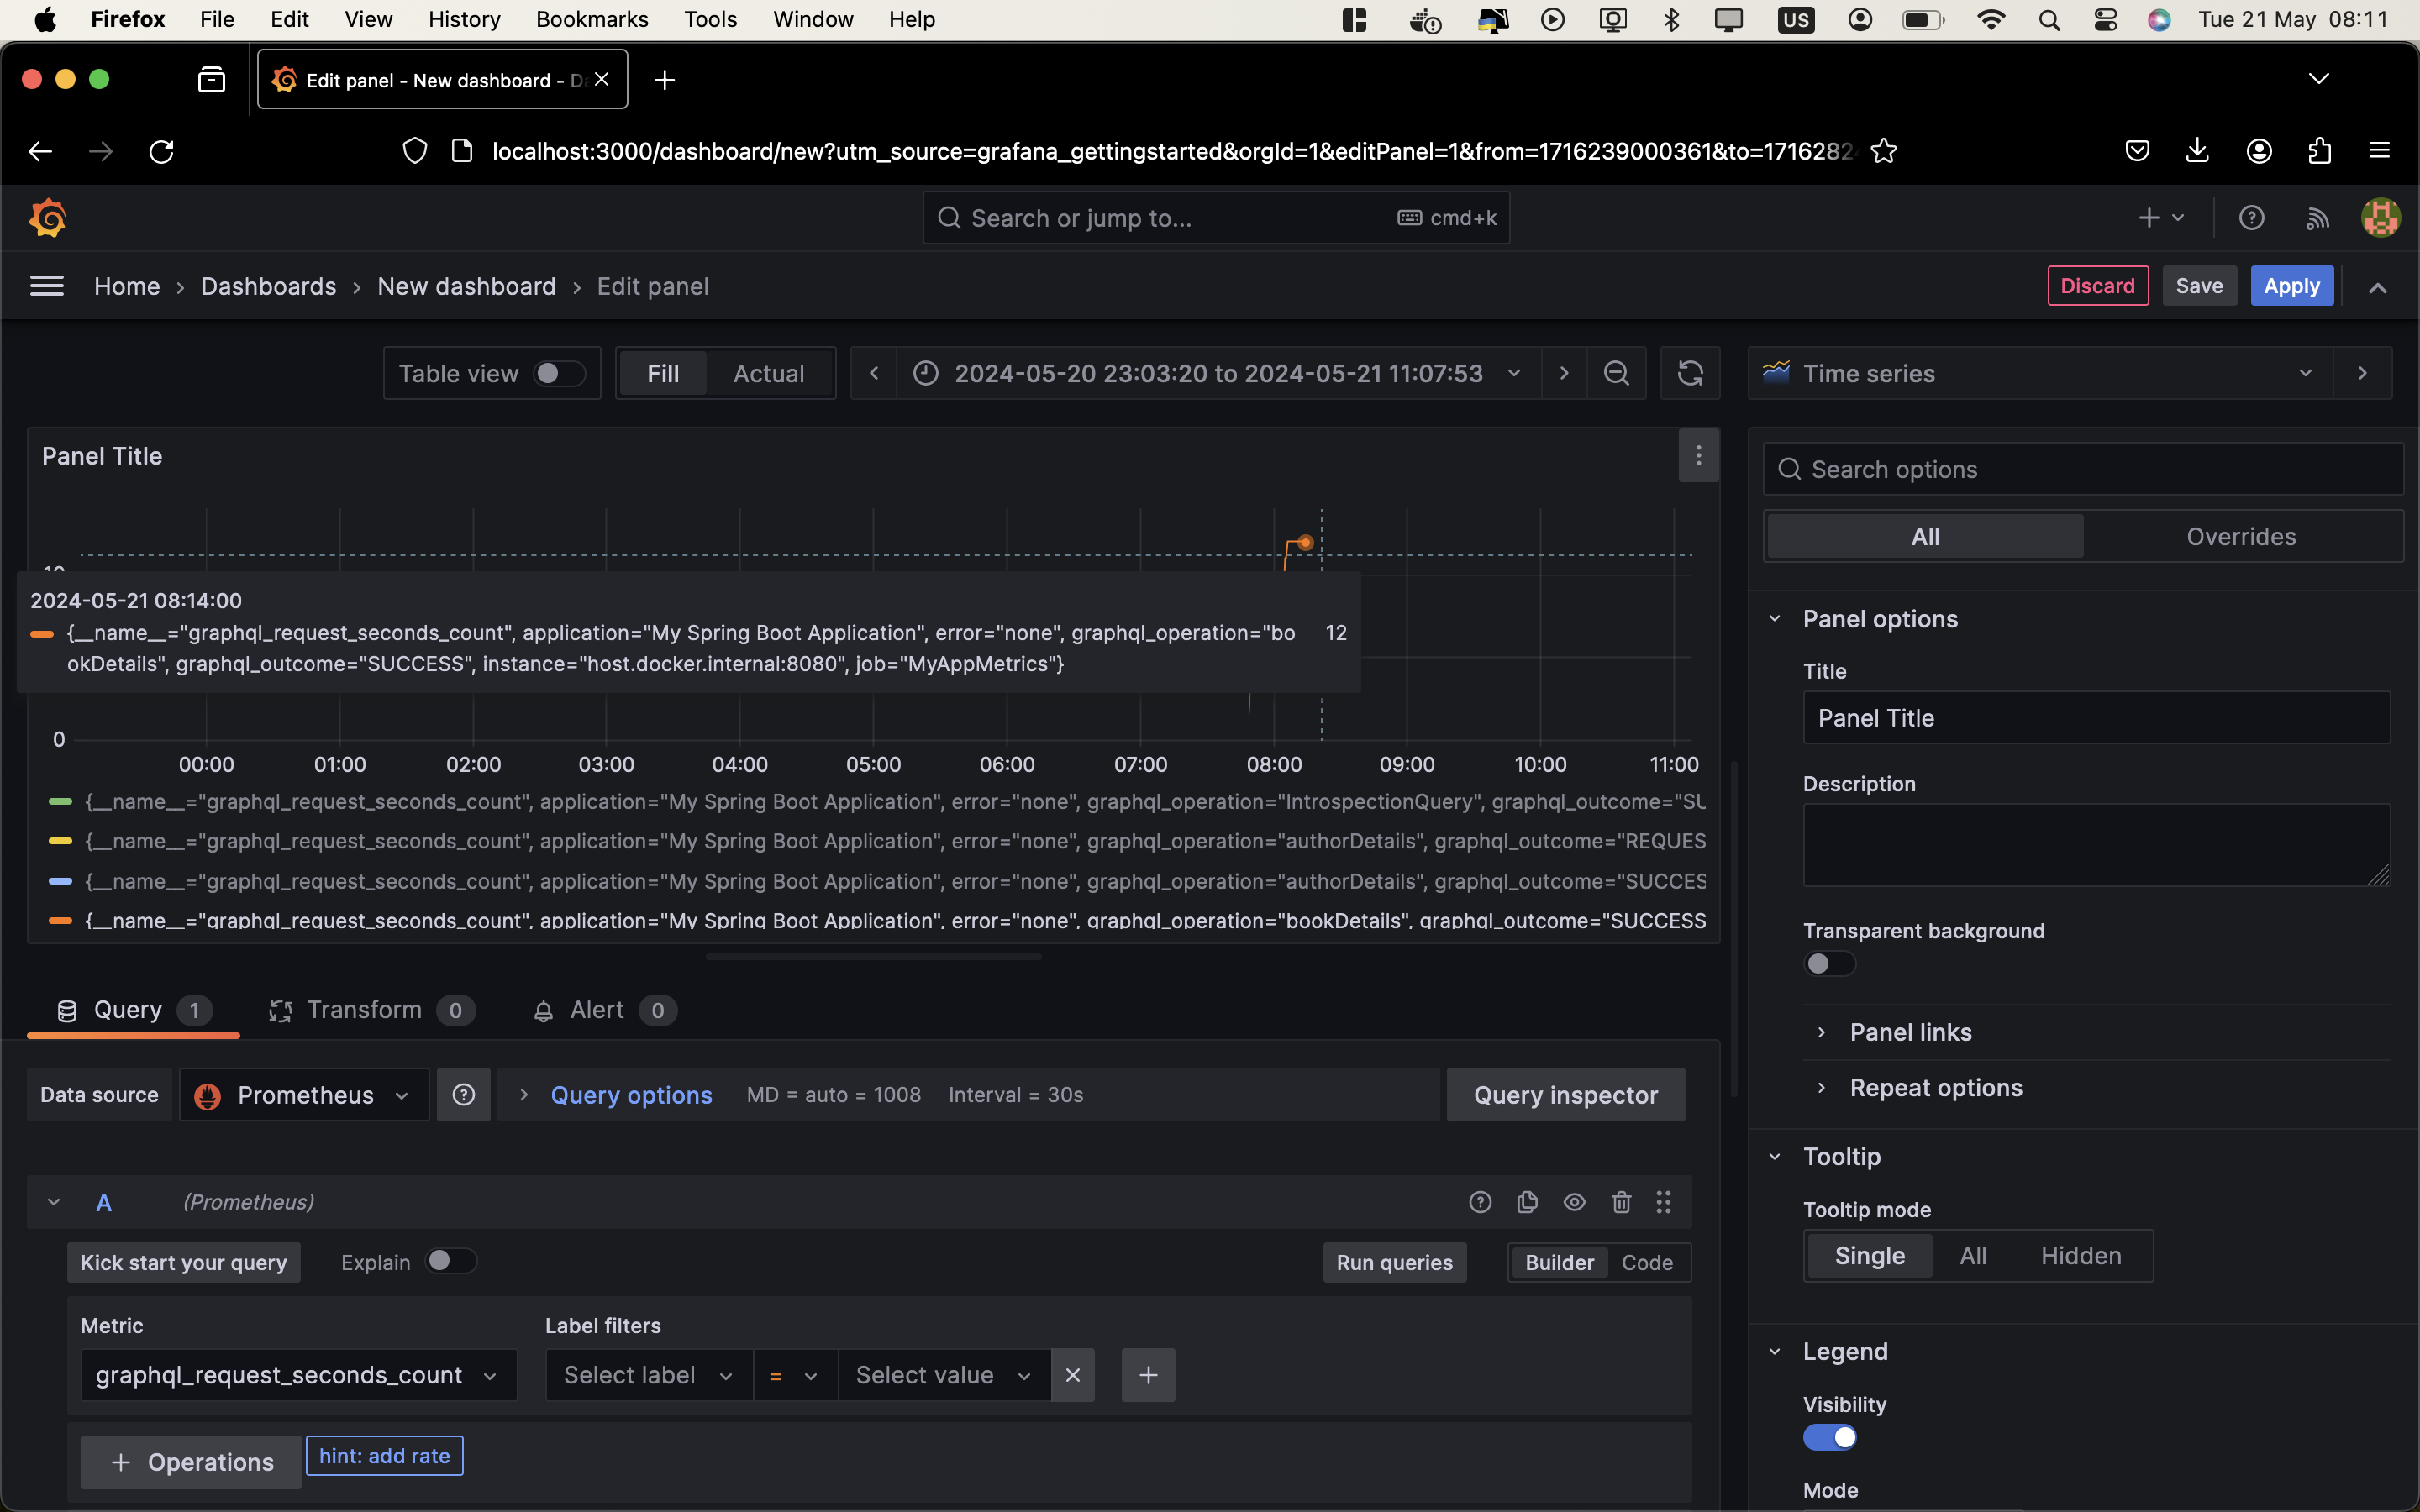 Firefox File Edit View History Bookmarks Tools Window Help US Tue 21 May 08:11
Edit panel - New dashboard - Da
localhost:3000/dashboard/new?utm_source=grafana_gettingstarted&orgId=1&editPanel=1&from=1716239000361&to=17162824
Search or jump to... cmd+k
Home › Dashboards › New dashboard › Edit panel Discard Save Apply
Table view Fill Actual 2024-05-20 23:03:20 to 2024-05-21 11:07:53 Time series
Panel Title
Search options
All Overrides
10
2024-05-21 08:14:00
{__name__="graphql_request_seconds_count", application="My Spring Boot Application", error="none", graphql_operation="bo 12
okDetails", graphql_outcome="SUCCESS", instance="host.docker.internal:8080", job="MyAppMetrics"}
0
00:00 01:00 02:00 03:00 04:00 05:00 06:00 07:00 08:00 09:00 10:00 11:00
{__name__="graphql_request_seconds_count", application="My Spring Boot Application", error="none", graphql_operation="IntrospectionQuery", graphql_outcome="SU
{__name__="graphql_request_seconds_count", application="My Spring Boot Application", error="none", graphql_operation="authorDetails", graphql_outcome="REQUES
{__name__="graphql_request_seconds_count", application="My Spring Boot Application", error="none", graphql_operation="authorDetails", graphql_outcome="SUCCES
{__name__="graphql_request_seconds_count", application="My Spring Boot Application", error="none", graphql_operation="bookDetails", graphql_outcome="SUCCESS
Panel options
Title
Panel Title
Description
Transparent background
Panel links
Repeat options
Tooltip
Tooltip mode
Single All Hidden
Legend
Visibility
Mode
Query 1 Transform 0 Alert 0
Data source Prometheus Query options MD = auto = 1008 Interval = 30s Query inspector
A (Prometheus)
Kick start your query Explain Run queries Builder Code
Metric Label filters
graphql_request_seconds_count Select label = Select value
+ Operations hint: add rate